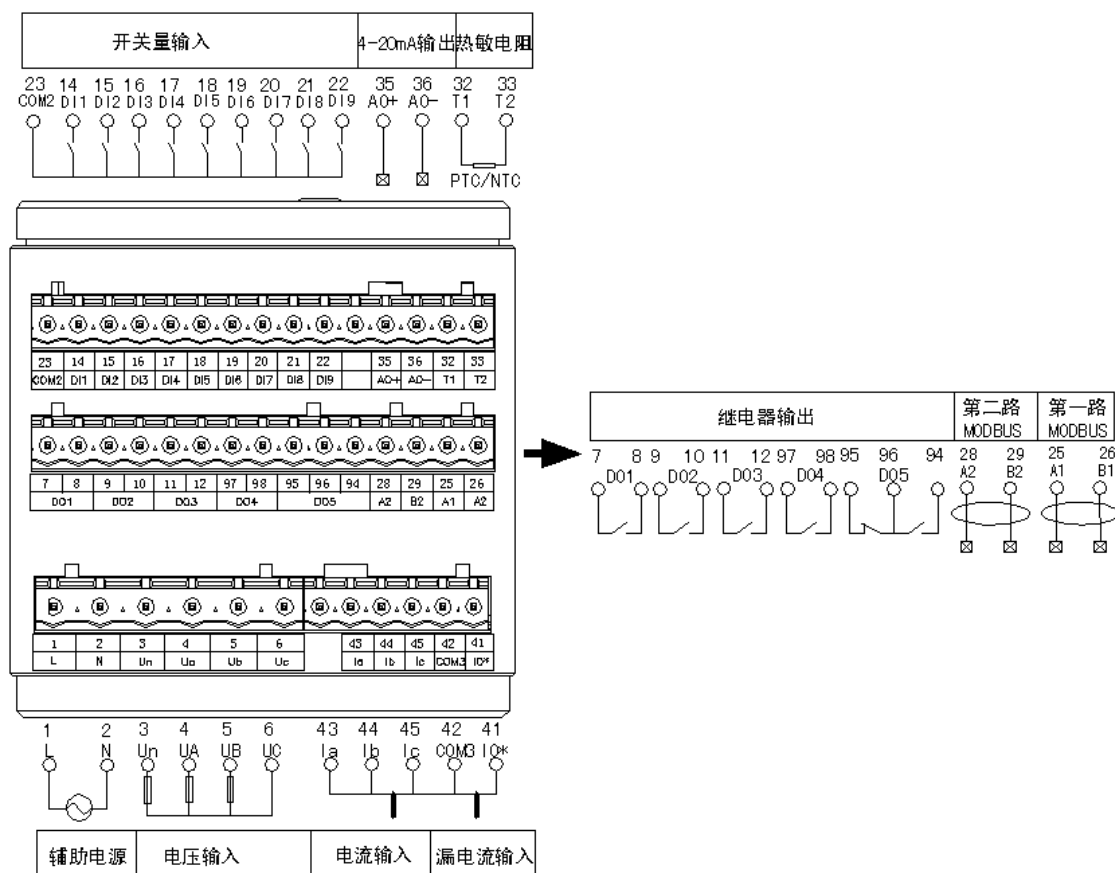 开关量输入 4-20mA输出 热敏电阻
23 14 15 16 17 18 19 20 21 22 35 36 32 33
COM2 DI1 DI2 DI3 DI4 DI5 DI6 DI7 DI8 DI9 AO+ AO- T1 T2
PTC/NTC
23 14 15 16 17 18 19 20 21 22 35 36 32 33
COM2 DI1 DI2 DI3 DI4 DI5 DI6 DI7 DI8 DI9 AO+ AO- T1 T2
7 8 9 10 11 12 97 98 95 96 94 28 29 25 26
DO1 DO2 DO3 DO4 DO5 A2 B2 A1 A2
继电器输出 第二路 第一路
MODBUS MODBUS
7 8 9 10 11 12 97 98 95 96 94 28 29 25 26
DO1 DO2 DO3 DO4 DO5 A2 B2 A1 B1
1 2 3 4 5 6 43 44 45 42 41
L N Un Ua Ub Uc Ia Ib Ic COM3 IO*
1 2 3 4 5 6 43 44 45 42 41
L N Un UA UB UC Ia Ib Ic COM3 IO*
辅助电源 电压输入 电流输入 漏电流输入